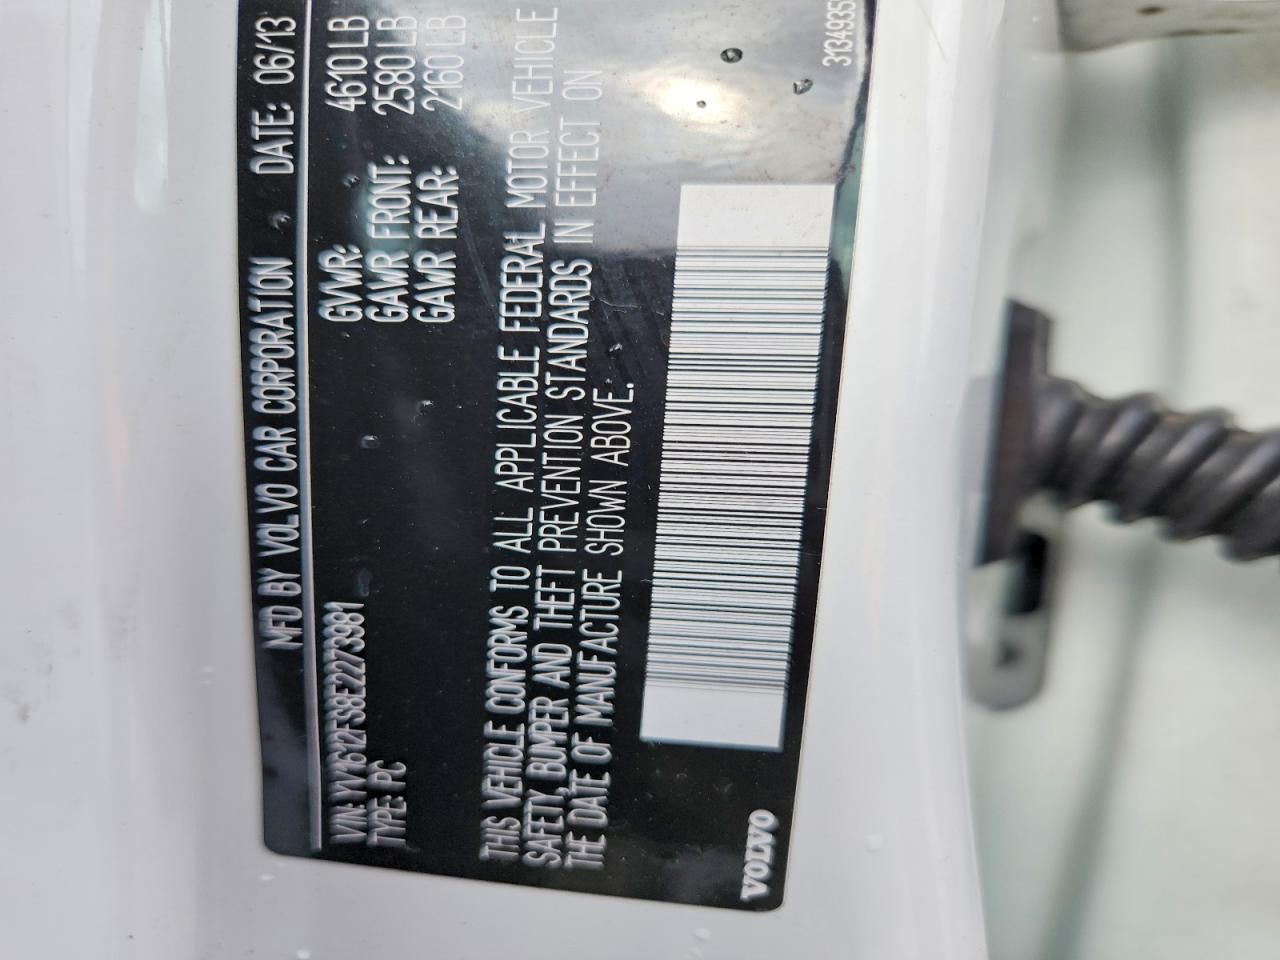 MFD BY VOLVO CAR CORPORATION DATE: 06/13
GVWR: 4610 LB
GAWR FRONT: 2580 LB
GAWR REAR: 2160 LB
VIN: YV1612FS8E2273981
TYPE: PC
THIS VEHICLE CONFORMS TO ALL APPLICABLE FEDERAL MOTOR VEHICLE
SAFETY, BUMPER AND THEFT PREVENTION STANDARDS IN EFFECT ON
THE DATE OF MANUFACTURE SHOWN ABOVE.
VOLVO